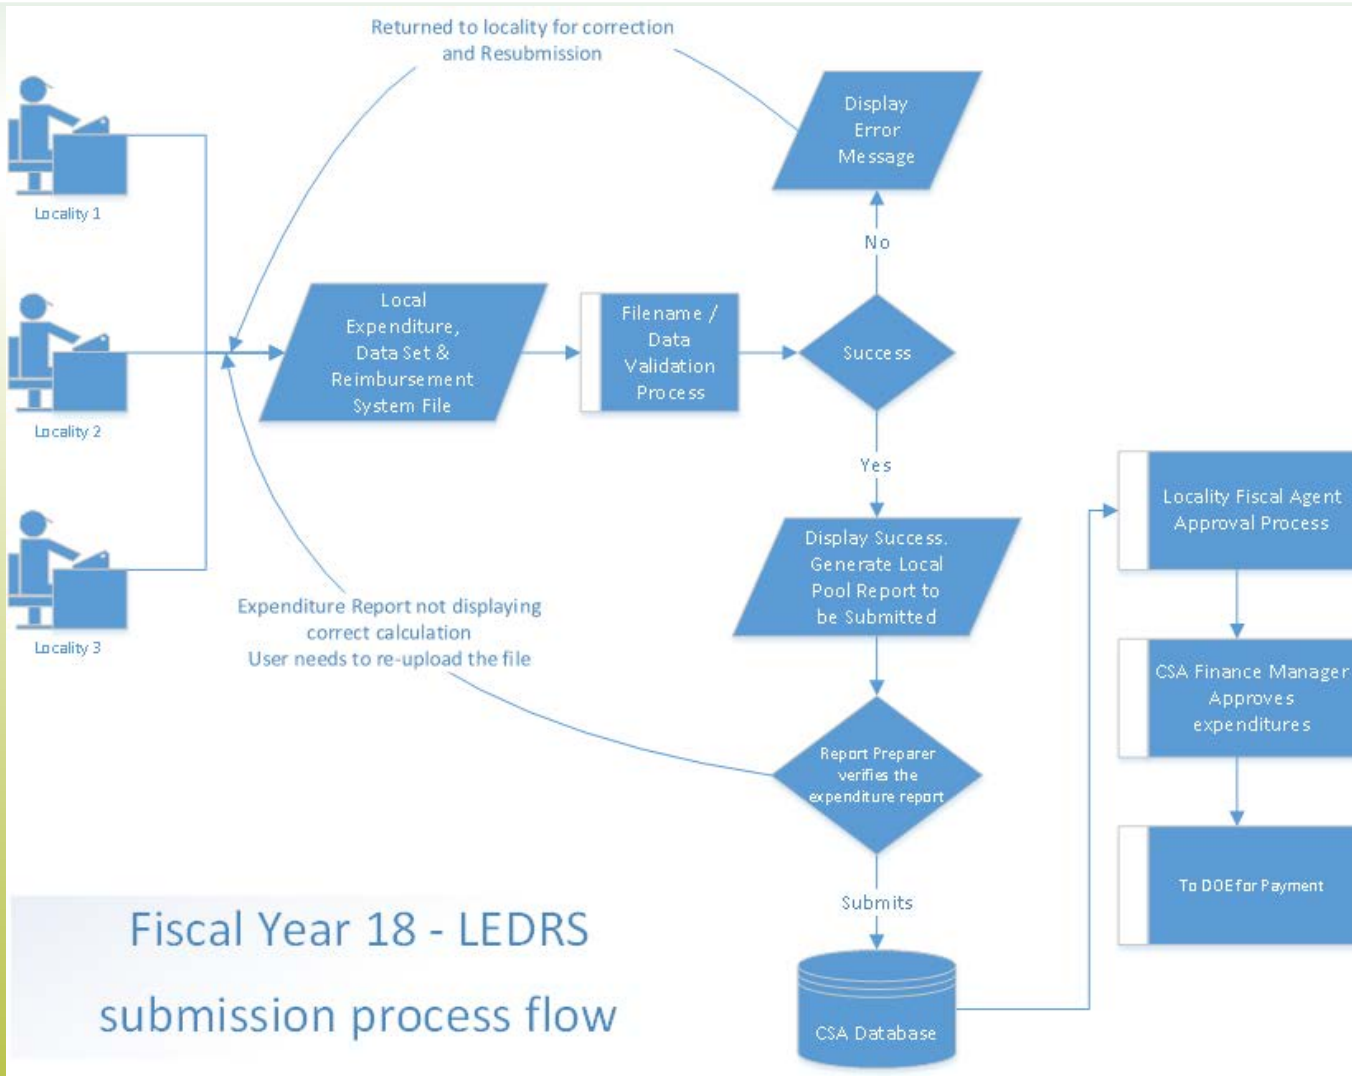 Returned to locality for correction
and Resubmission
Display
Error
Message
Locality 1
No
Local
Expenditure,
Data Set &
Reimbursement
System File
Filename /
Data
Validation
Process
Success
Locality 2
Yes
Locality Fiscal Agent
Approval Process
Display Success.
Generate Local
Pool Report to
be Submitted
Locality 3
Expenditure Report not displaying
correct calculation
User needs to re-upload the file
CSA Finance Manager
Approves
expenditures
Report Preparer
verifies the
expenditure report
To DOE for Payment
Submits
Fiscal Year 18 - LEDRS
submission process flow
CSA Database